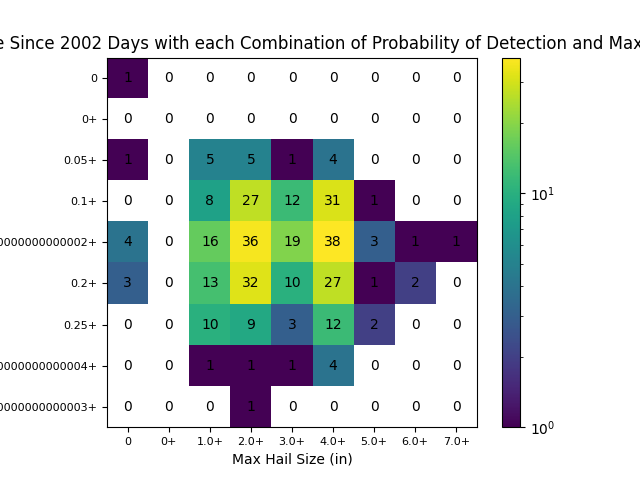 e Since 2002 Days with each Combination of Probability of Detection and Max
0 1 0 0 0 0 0 0 0 0
0+ 0 0 0 0 0 0 0 0 0
0.05+ 1 0 5 5 1 4 0 0 0
0.1+ 0 0 8 27 12 31 1 0 0
0000000000002+ 4 0 16 36 19 38 3 1 1
0.2+ 3 0 13 32 10 27 1 2 0
0.25+ 0 0 10 9 3 12 2 0 0
0000000000004+ 0 0 1 1 1 4 0 0 0
0000000000003+ 0 0 0 1 0 0 0 0 0
0 0+ 1.0+ 2.0+ 3.0+ 4.0+ 5.0+ 6.0+ 7.0+
Max Hail Size (in)
10¹
10⁰